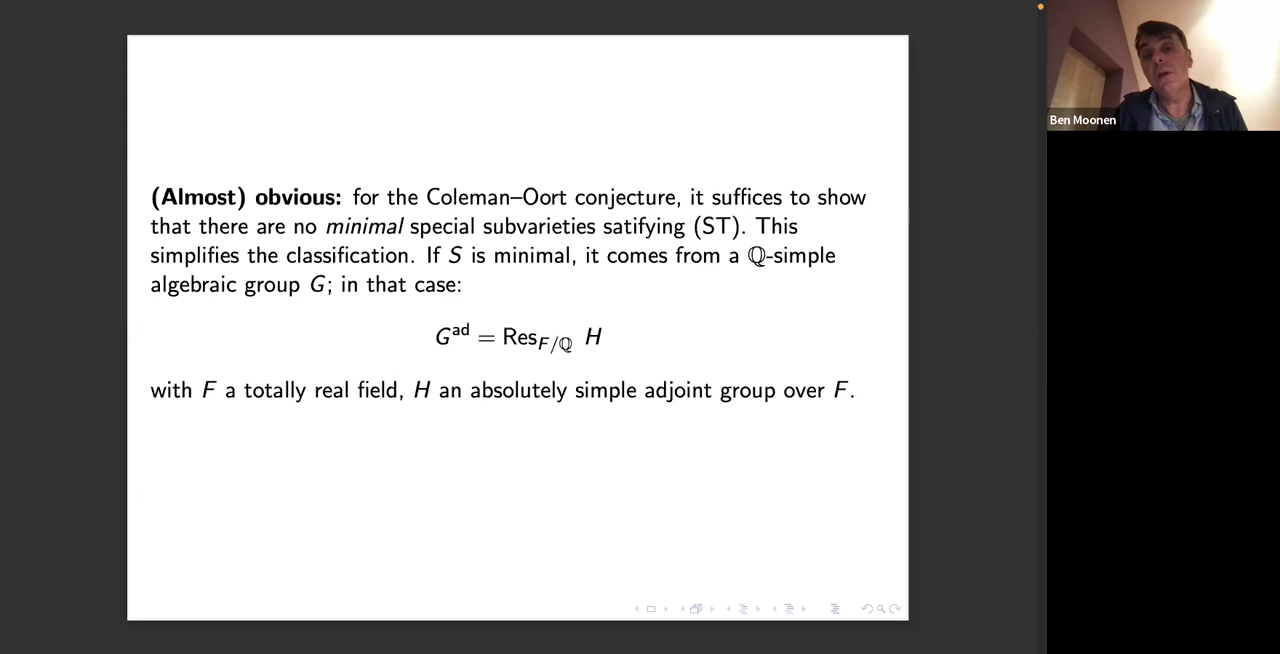 (Almost) obvious: for the Coleman–Oort conjecture, it suffices to show
that there are no minimal special subvarieties satifying (ST). This
simplifies the classification. If S is minimal, it comes from a ℚ-simple
algebraic group G; in that case:
G^ad = Res_{F/ℚ} H
with F a totally real field, H an absolutely simple adjoint group over F.
Ben Moonen